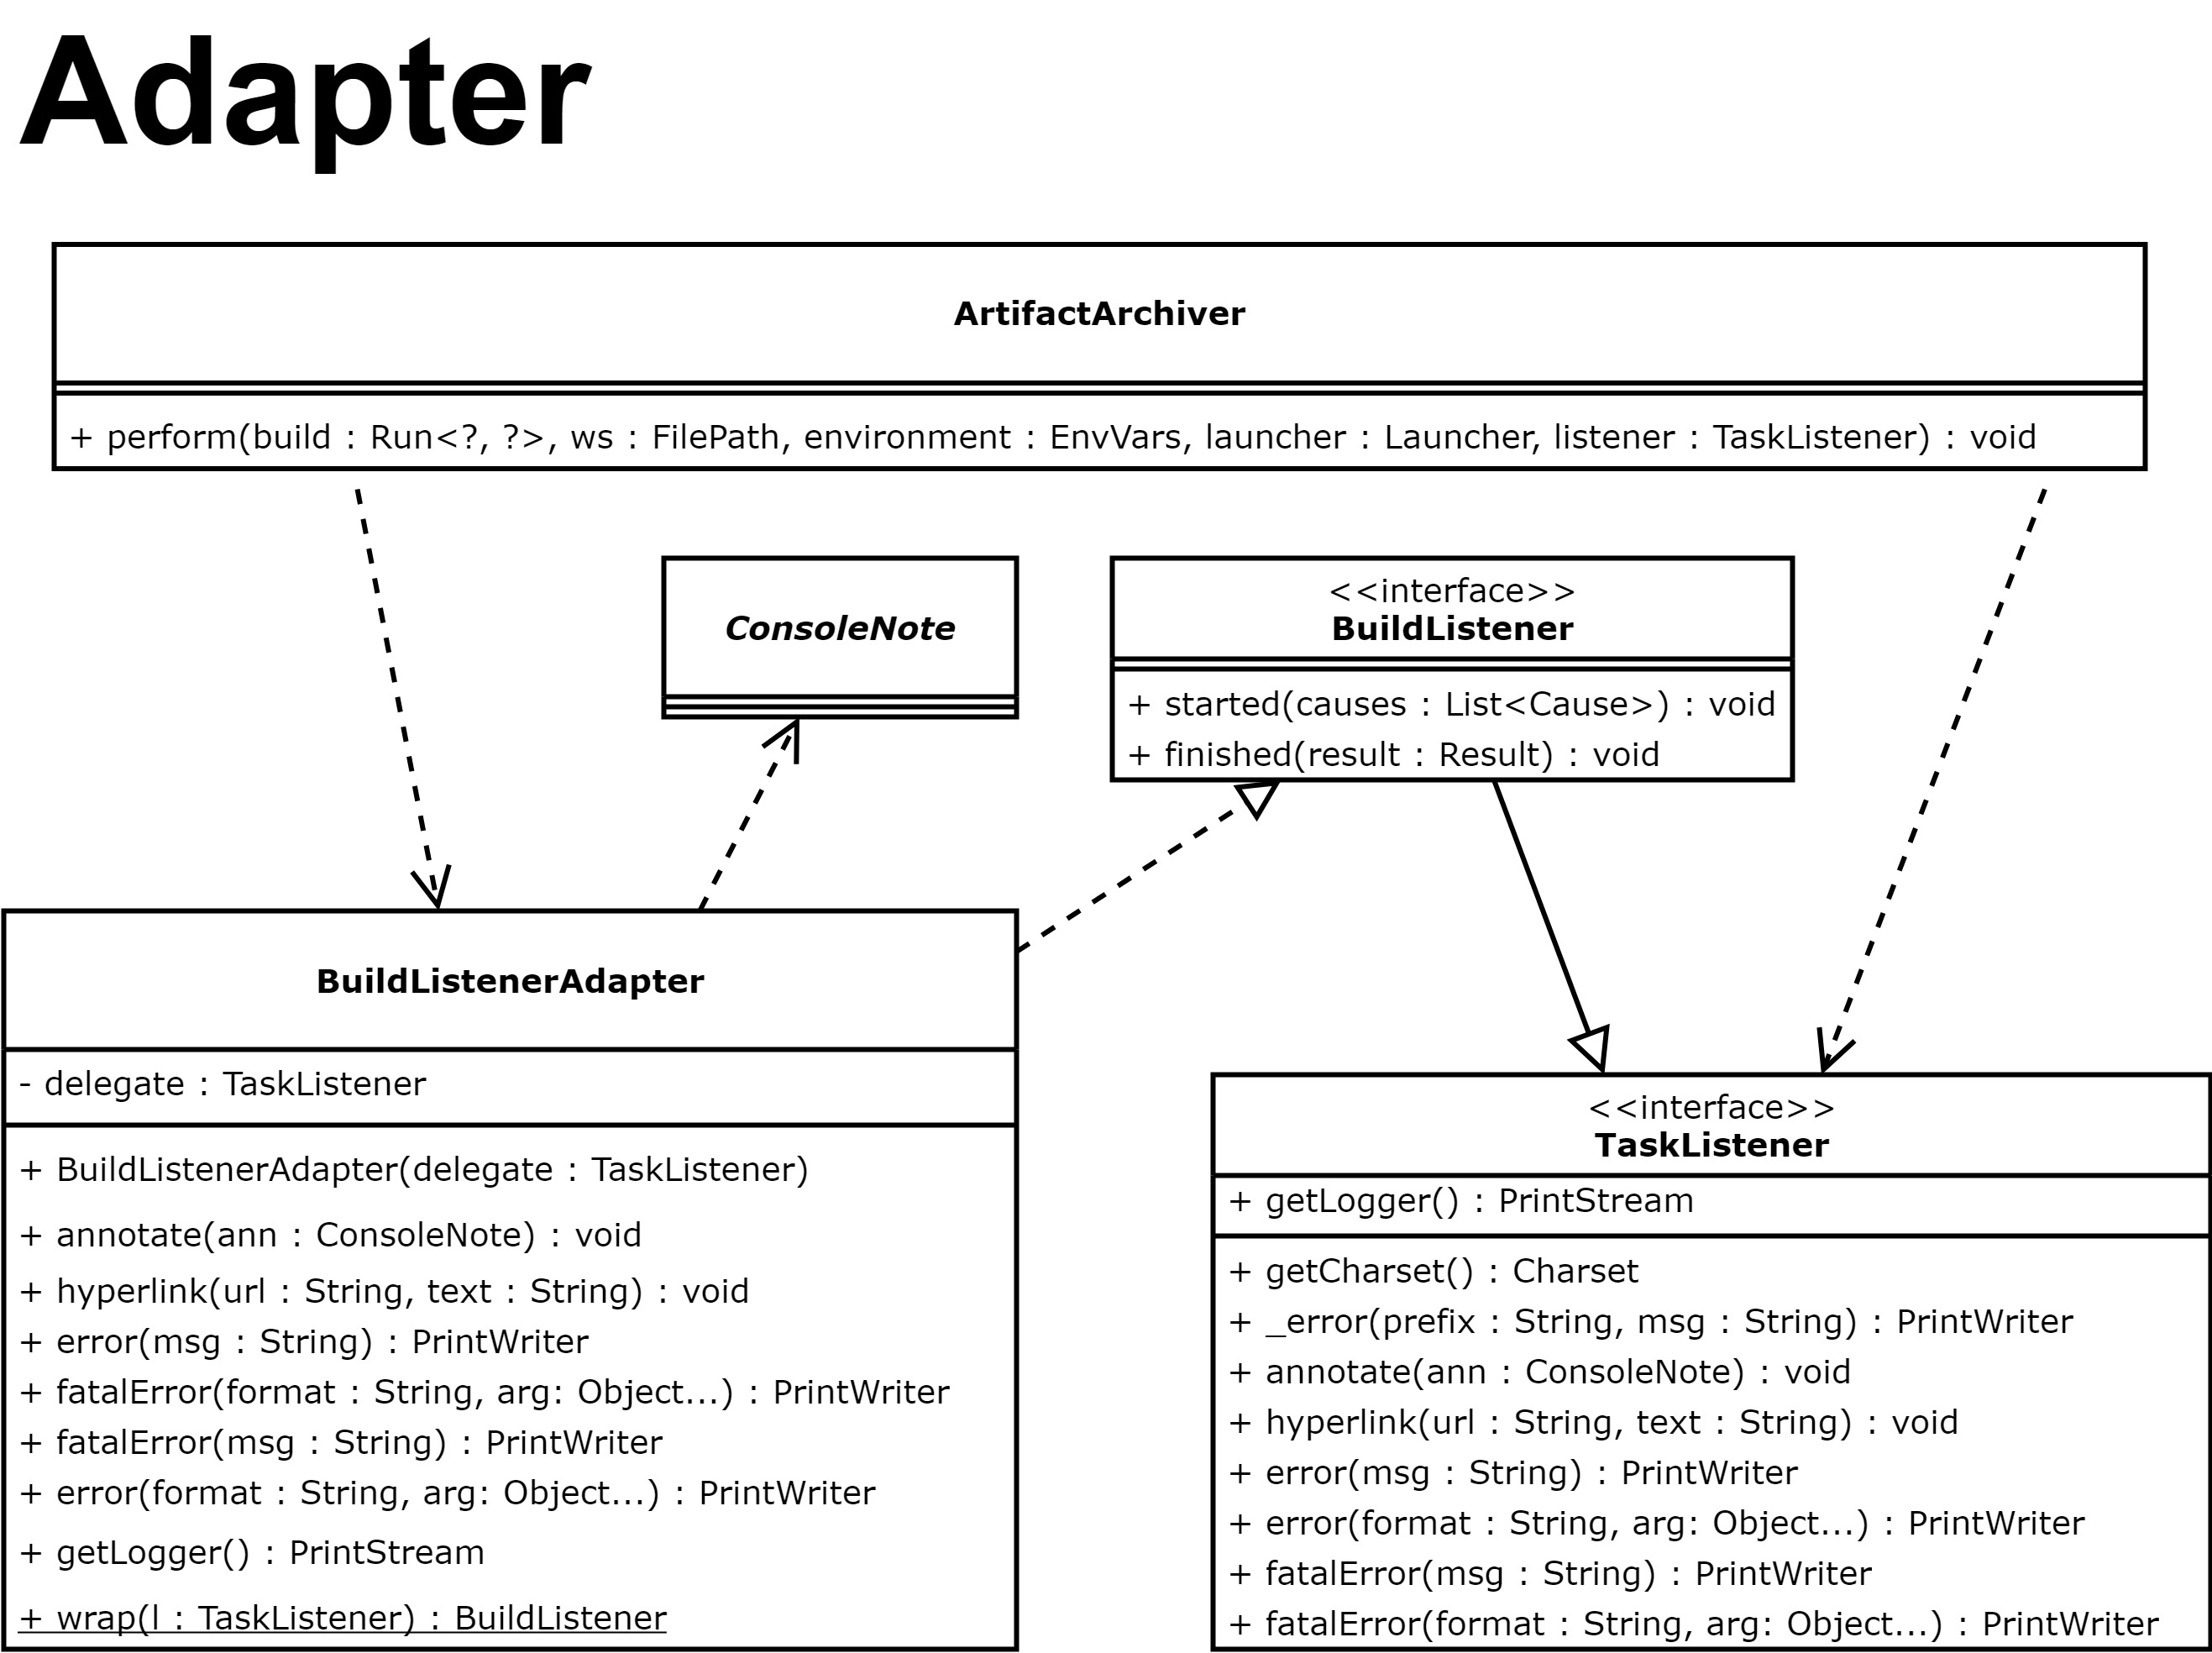 Adapter
ArtifactArchiver
+ perform(build : Run<?, ?>, ws : FilePath, environment : EnvVars, launcher : Launcher, listener : TaskListener) : void
ConsoleNote
<<interface>>
BuildListener
+ started(causes : List<Cause>) : void
+ finished(result : Result) : void
BuildListenerAdapter
- delegate : TaskListener
+ BuildListenerAdapter(delegate : TaskListener)
+ annotate(ann : ConsoleNote) : void
+ hyperlink(url : String, text : String) : void
+ error(msg : String) : PrintWriter
+ fatalError(format : String, arg: Object...) : PrintWriter
+ fatalError(msg : String) : PrintWriter
+ error(format : String, arg: Object...) : PrintWriter
+ getLogger() : PrintStream
+ wrap(l : TaskListener) : BuildListener
<<interface>>
TaskListener
+ getLogger() : PrintStream
+ getCharset() : Charset
+ _error(prefix : String, msg : String) : PrintWriter
+ annotate(ann : ConsoleNote) : void
+ hyperlink(url : String, text : String) : void
+ error(msg : String) : PrintWriter
+ error(format : String, arg: Object...) : PrintWriter
+ fatalError(msg : String) : PrintWriter
+ fatalError(format : String, arg: Object...) : PrintWriter